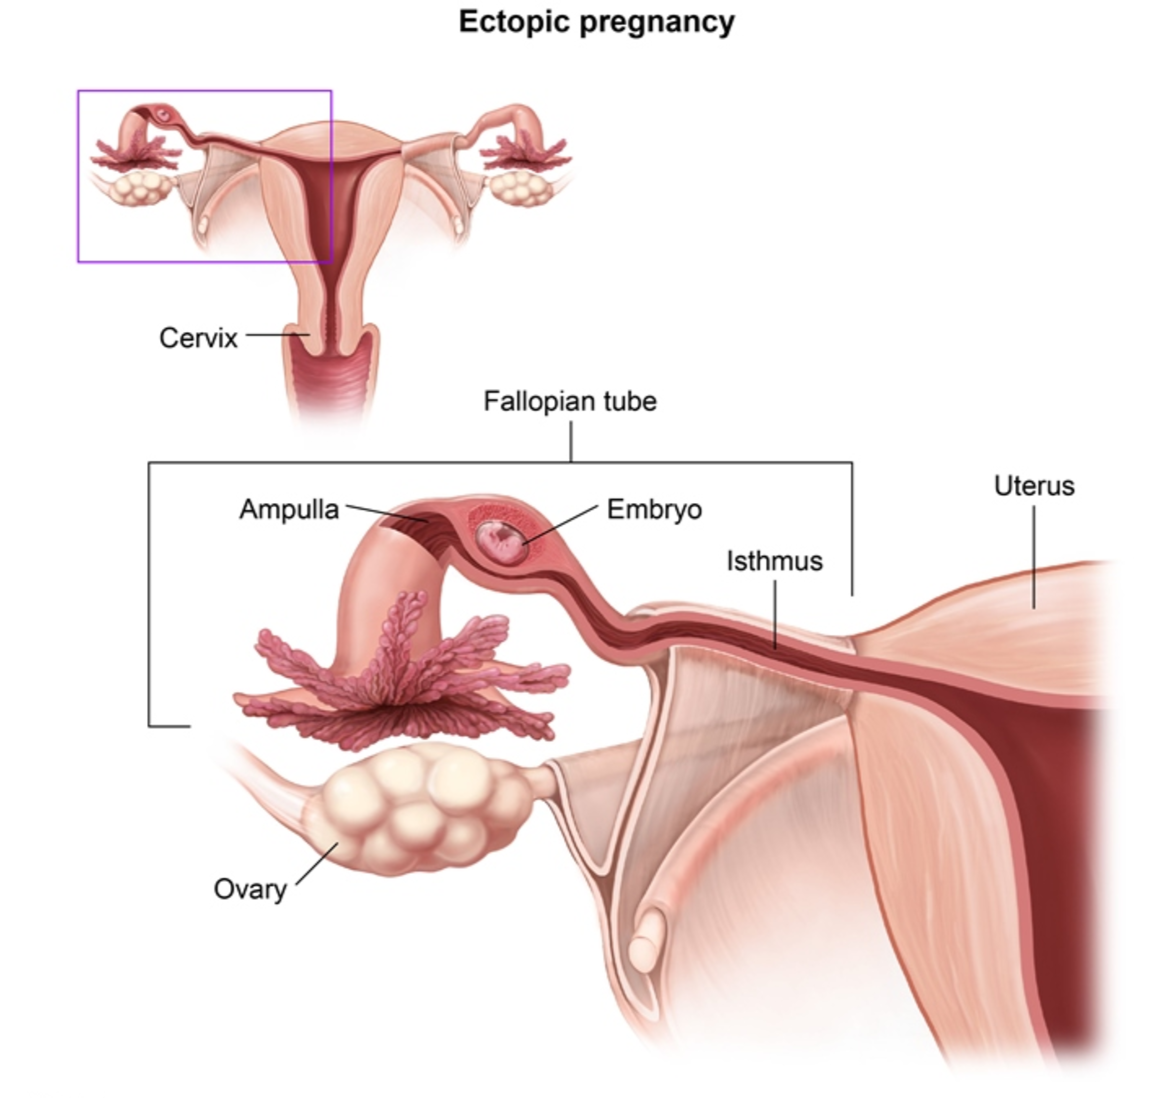 Ectopic pregnancy
Cervix
Fallopian tube
Ampulla
Embryo
Uterus
Isthmus
Ovary